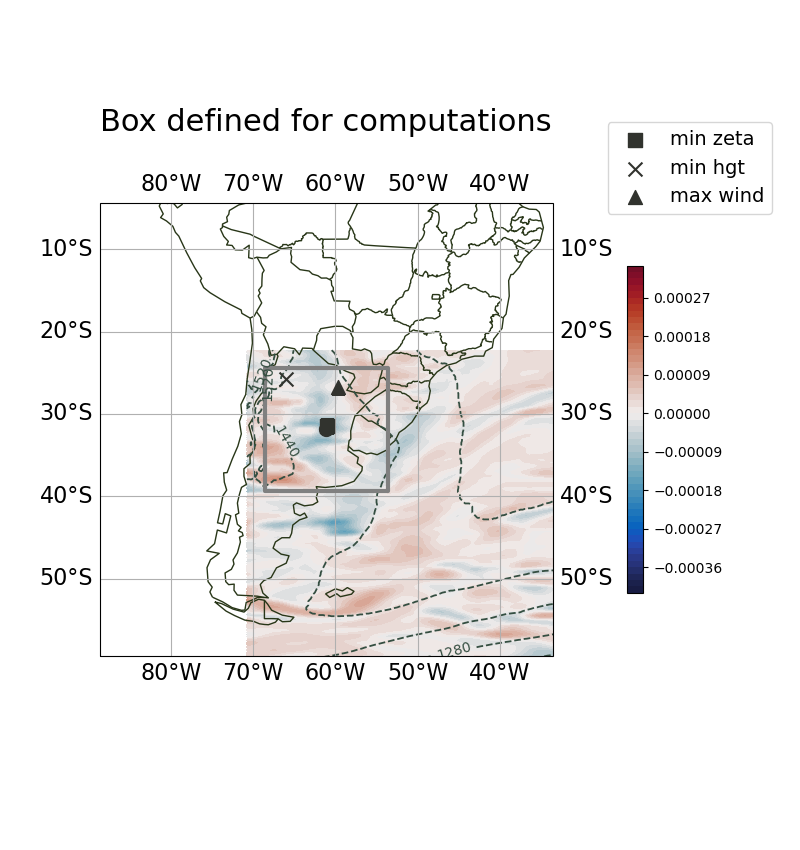 Box defined for computations
min zeta
min hgt
max wind
80°W 70°W 60°W 50°W 40°W
10°S 10°S
20°S 20°S
30°S 30°S
40°S 40°S
50°S 50°S
80°W 70°W 60°W 50°W 40°W
0.00027
0.00018
0.00009
0.00000
−0.00009
−0.00018
−0.00027
−0.00036
1440
1280